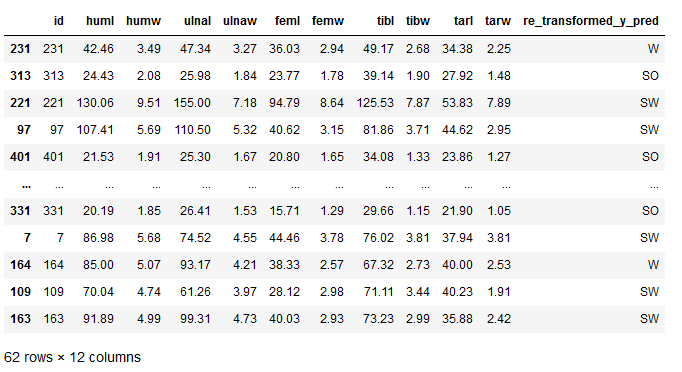 id huml humw ulnal ulnaw feml femw tibl tibw tarl tarw re_transformed_y_pred
231 231 42.46 3.49 47.34 3.27 36.03 2.94 49.17 2.68 34.38 2.25 W
313 313 24.43 2.08 25.98 1.84 23.77 1.78 39.14 1.90 27.92 1.48 SO
221 221 130.06 9.51 155.00 7.18 94.79 8.64 125.53 7.87 53.83 7.89 SW
97 97 107.41 5.69 110.50 5.32 40.62 3.15 81.86 3.71 44.62 2.95 SW
401 401 21.53 1.91 25.30 1.67 20.80 1.65 34.08 1.33 23.86 1.27 SO
... ... ... ... ... ... ... ... ... ... ... ... ...
331 331 20.19 1.85 26.41 1.53 15.71 1.29 29.66 1.15 21.90 1.05 SO
7 7 86.98 5.68 74.52 4.55 44.46 3.78 76.02 3.81 37.94 3.81 SW
164 164 85.00 5.07 93.17 4.21 38.33 2.57 67.32 2.73 40.00 2.53 W
109 109 70.04 4.74 61.26 3.97 28.12 2.98 71.11 3.44 40.23 1.91 SW
163 163 91.89 4.99 99.31 4.73 40.03 2.93 73.23 2.99 35.88 2.42 SW
62 rows × 12 columns